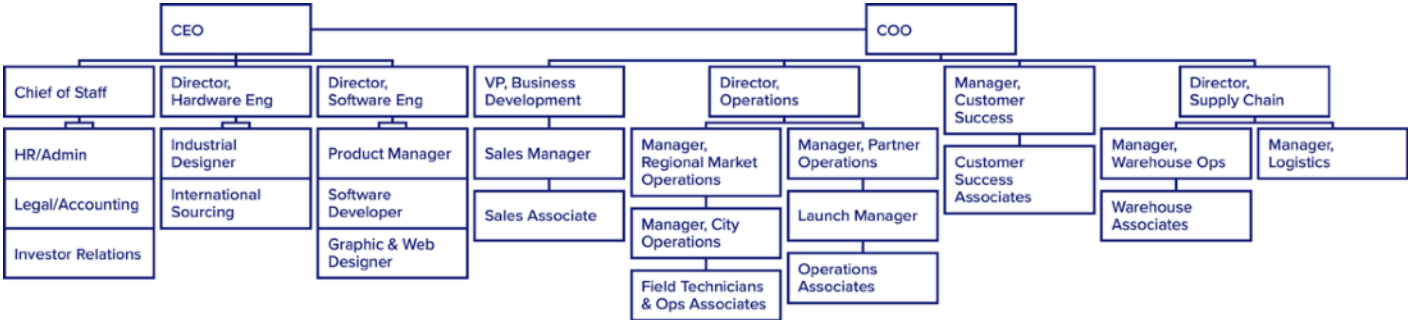 CEO
COO
Chief of Staff
Director,
Hardware Eng
Director,
Software Eng
VP, Business
Development
Director,
Operations
Manager,
Customer
Success
Director,
Supply Chain
HR/Admin
Legal/Accounting
Investor Relations
Industrial
Designer
International
Sourcing
Product Manager
Software
Developer
Graphic & Web
Designer
Sales Manager
Sales Associate
Manager,
Regional Market
Operations
Manager, City
Operations
Field Technicians
& Ops Associates
Manager, Partner
Operations
Launch Manager
Operations
Associates
Customer
Success
Associates
Manager,
Warehouse Ops
Warehouse
Associates
Manager,
Logistics